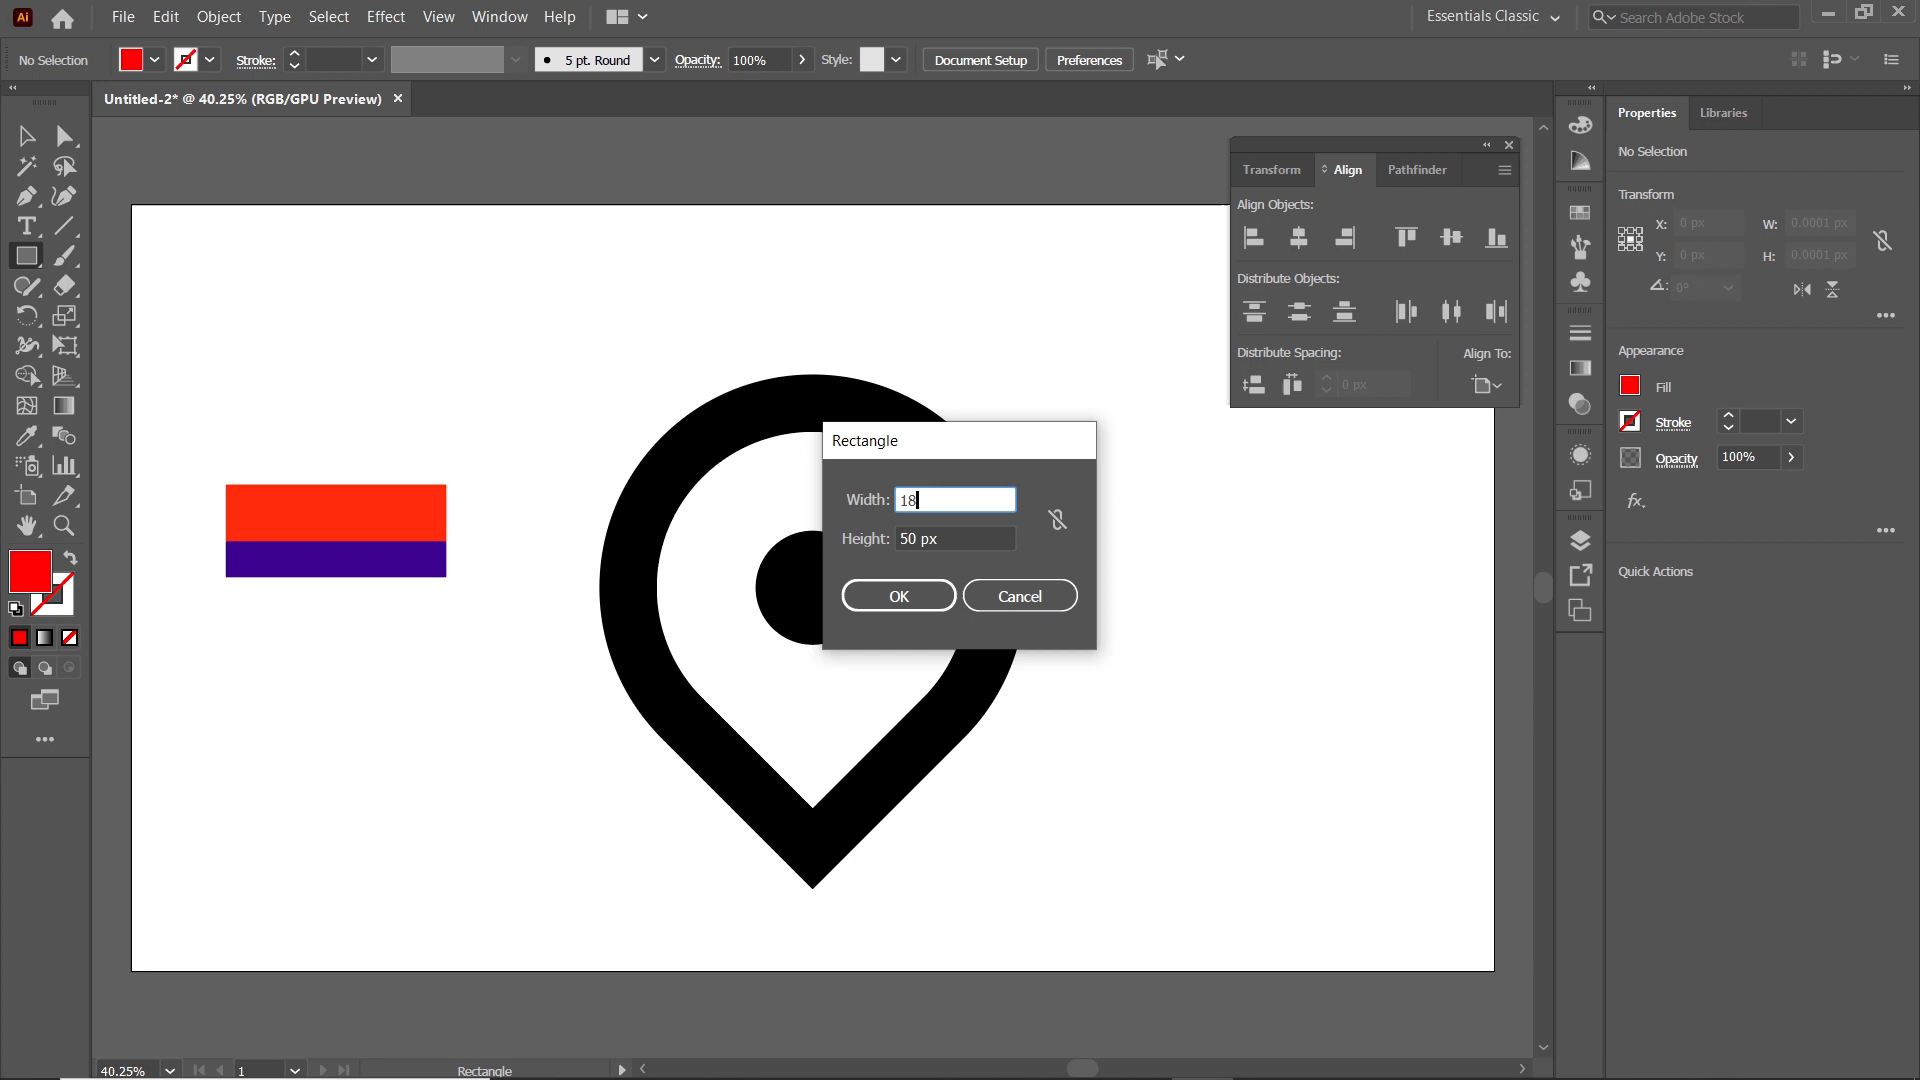 Ai File Edit Object Type Select Effect View Window Help Essentials Classic Search Adobe Stock
No Selection Stroke: 5 pt. Round Opacity: 100% Style: Document Setup Preferences
Untitled-2* @ 40.25% (RGB/GPU Preview)
Properties Libraries
No Selection
Transform
X: 0 px W: 0.0001 px
Y: 0 px H: 0.0001 px
0°
Appearance
Fill
Stroke
Opacity 100%
fx.
Quick Actions
Transform Align Pathfinder
Align Objects:
Distribute Objects:
Distribute Spacing: Align To:
0 px
Rectangle
Width: 18
Height: 50 px
OK Cancel
40.25% 1 Rectangle